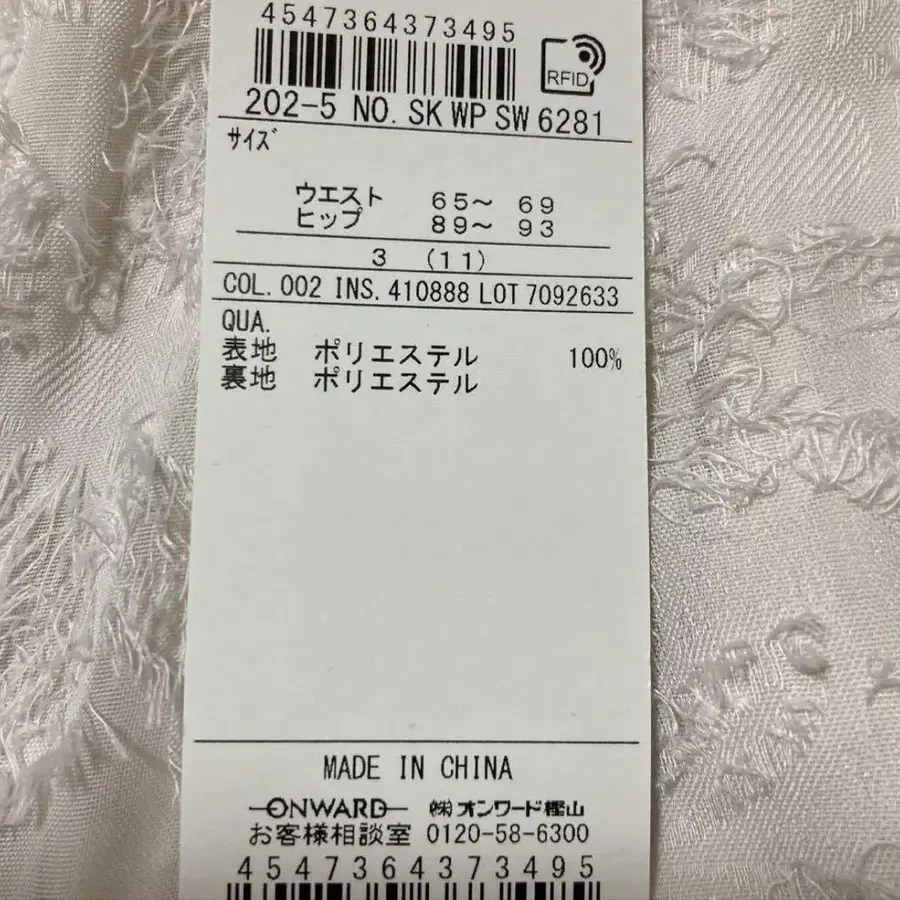 4547364373495
RFID
202-5 NO. SK WP SW 6281
サイズ
ウエスト 65～ 69
ヒップ 89～ 93
3 (11)
COL. 002 INS. 410888 LOT 7092633
QUA.
表地 ポリエステル 100%
裏地 ポリエステル
MADE IN CHINA
ONWARD ㈱オンワード樫山
お客様相談室 0120-58-6300
4547364373495